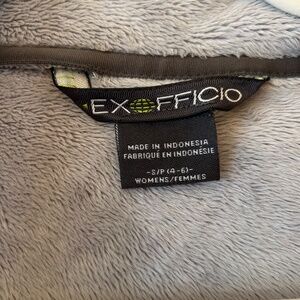 EXOFFICIO
MADE IN INDONESIA
FABRIQUÉ EN INDONÉSIE
-S/P (4-6)-
WOMENS/FEMMES